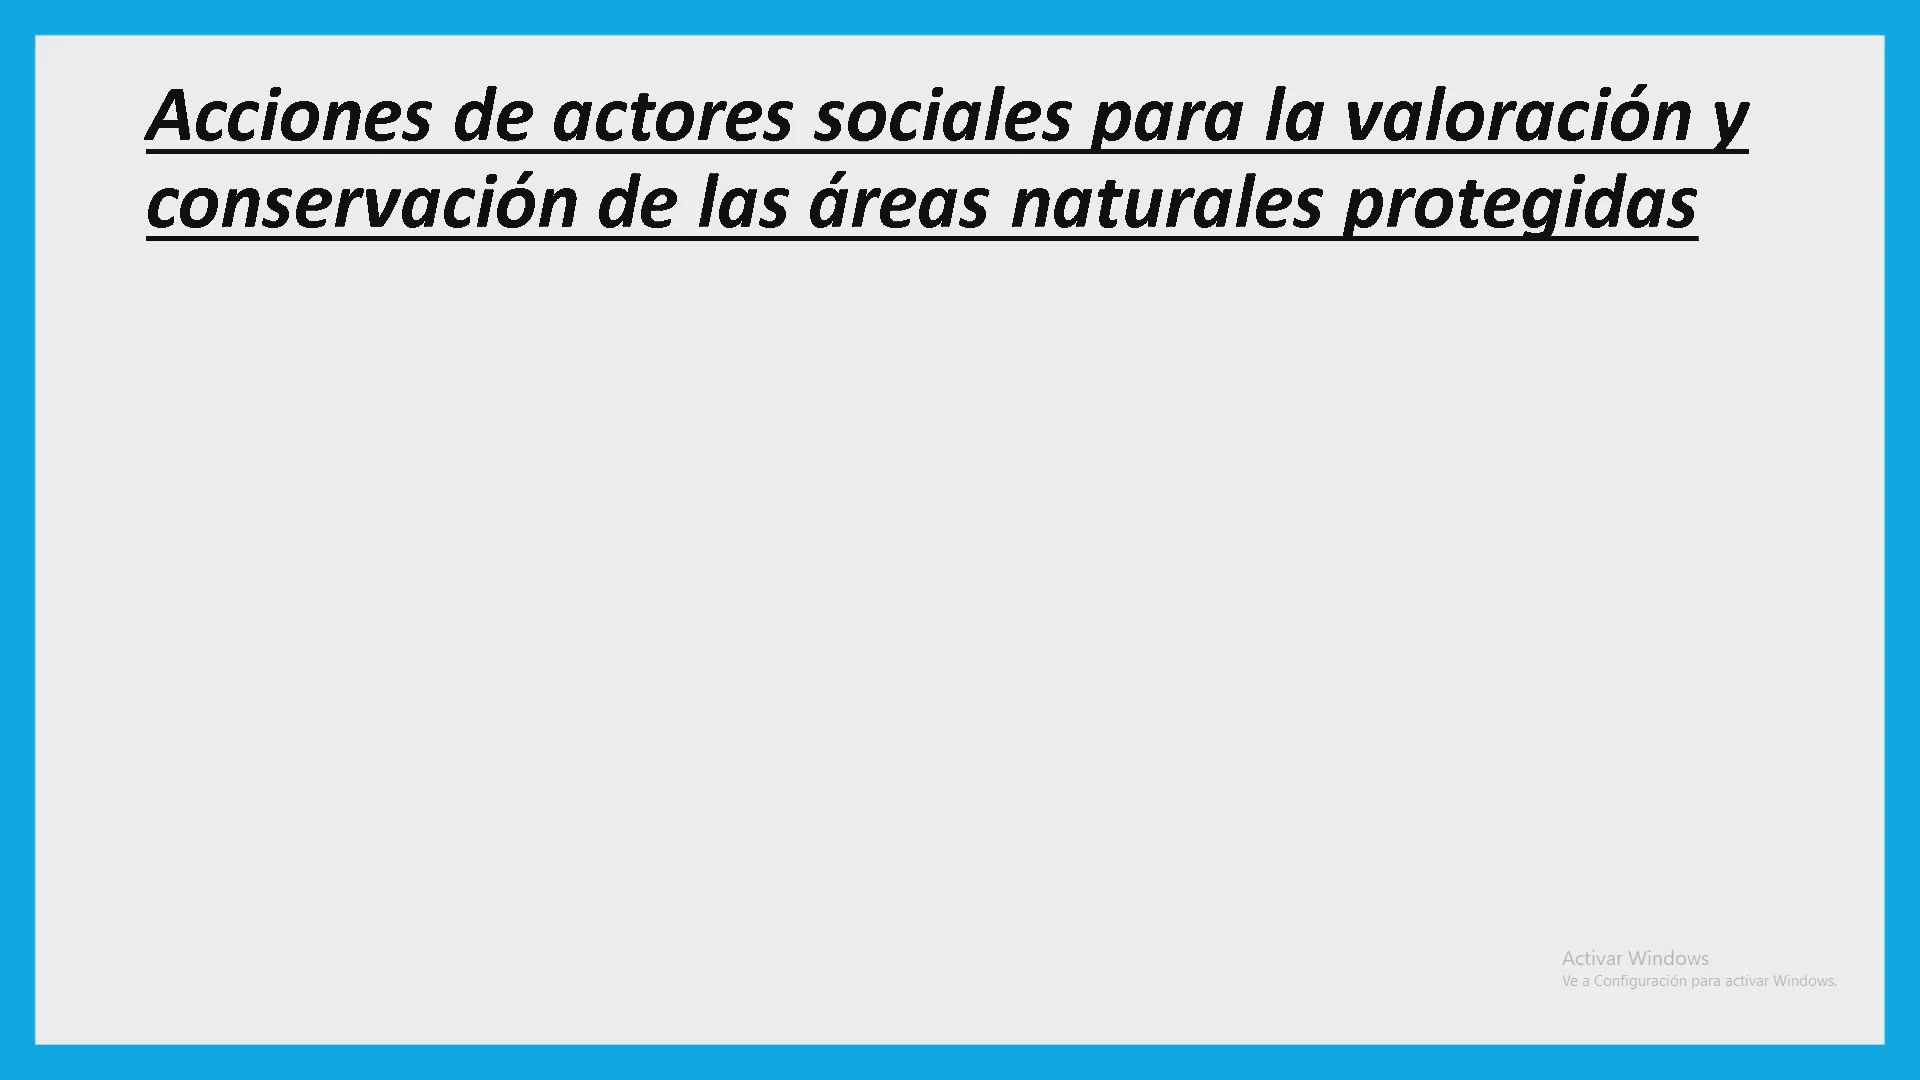 Acciones de actores sociales para la valoración y
conservación de las áreas naturales protegidas
Activar Windows
Ve a Configuración para activar Windows.